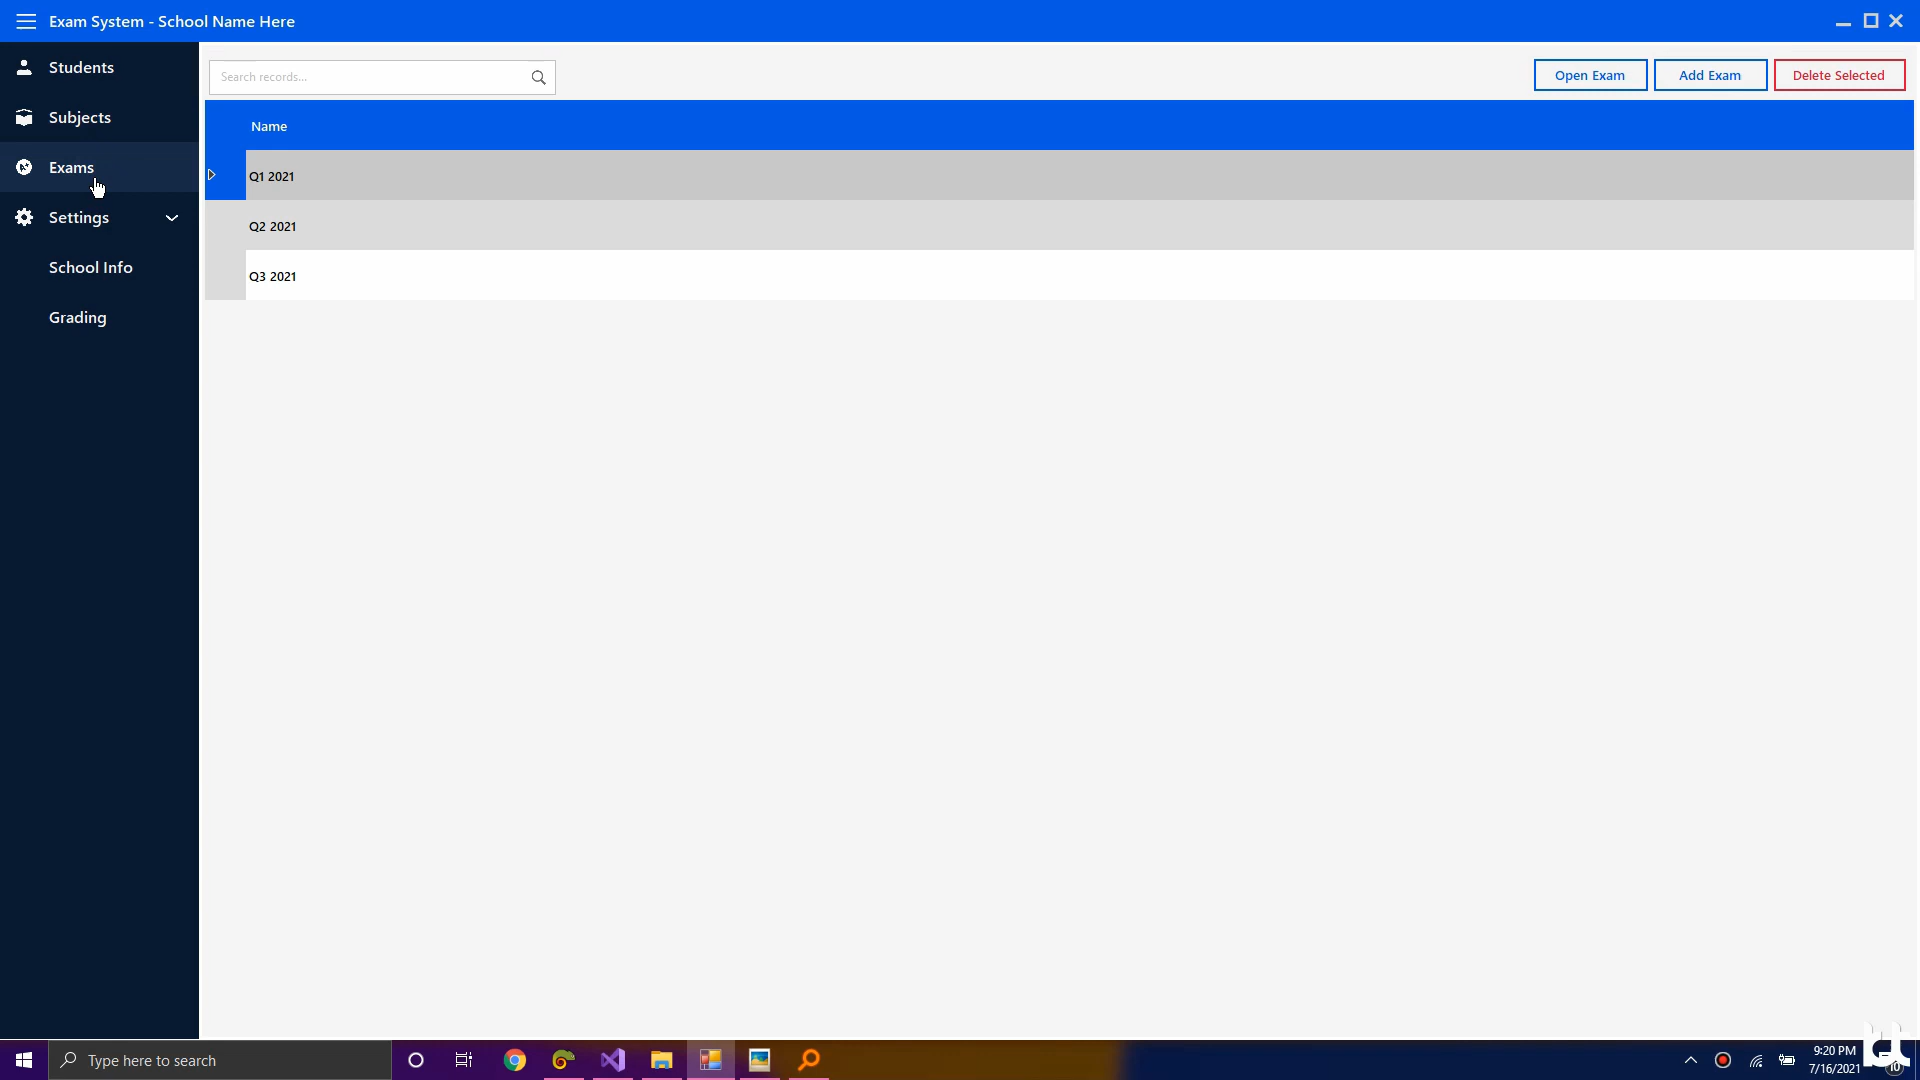 Exam System - School Name Here
Students
Subjects
Exams
Settings
School Info
Grading
Search records...
Open Exam
Add Exam
Delete Selected
Name
Q1 2021
Q2 2021
Q3 2021
Type here to search
9:20 PM
7/16/2021
10